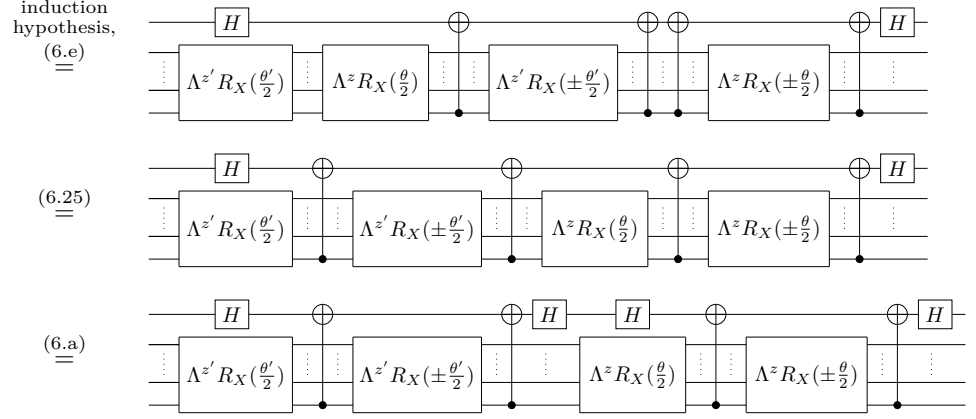 induction
hypothesis,
(6.e)
=
H H
Λ^{z'} R_X(θ'/2) Λ^z R_X(θ/2) Λ^{z'} R_X(±θ'/2) Λ^z R_X(±θ/2)
(6.25)
=
H H
Λ^{z'} R_X(θ'/2) Λ^{z'} R_X(±θ'/2) Λ^z R_X(θ/2) Λ^z R_X(±θ/2)
(6.a)
=
H H H H
Λ^{z'} R_X(θ'/2) Λ^{z'} R_X(±θ'/2) Λ^z R_X(θ/2) Λ^z R_X(±θ/2)